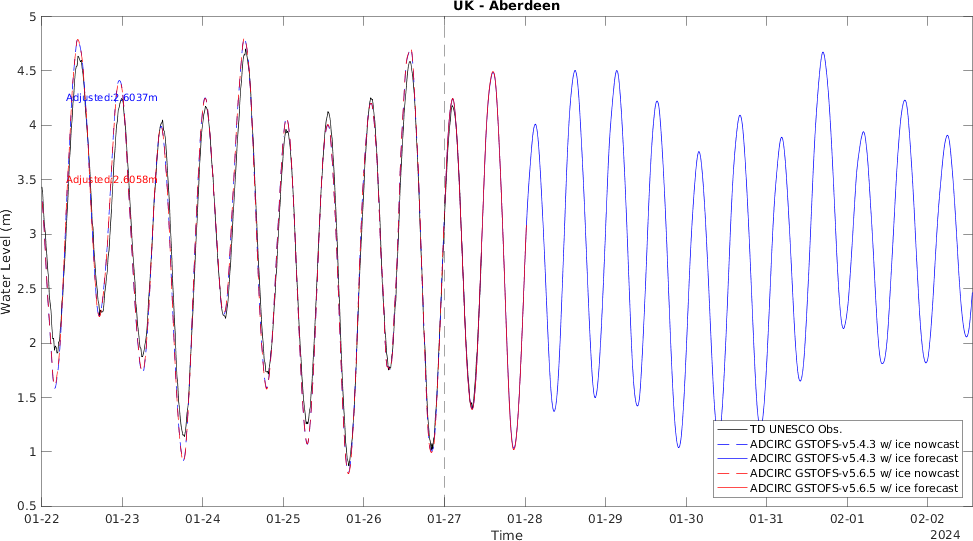 UK - Aberdeen
5
4.5
4
3.5
3
2.5
2
1.5
1
0.5
Water Level (m)
Adjusted:2.6037m
Adjusted:2.6058m
TD UNESCO Obs.
ADCIRC GSTOFS-v5.4.3 w/ ice nowcast
ADCIRC GSTOFS-v5.4.3 w/ ice forecast
ADCIRC GSTOFS-v5.6.5 w/ ice nowcast
ADCIRC GSTOFS-v5.6.5 w/ ice forecast
01-22 01-23 01-24 01-25 01-26 01-27 01-28 01-29 01-30 01-31 02-01 02-02
Time
2024